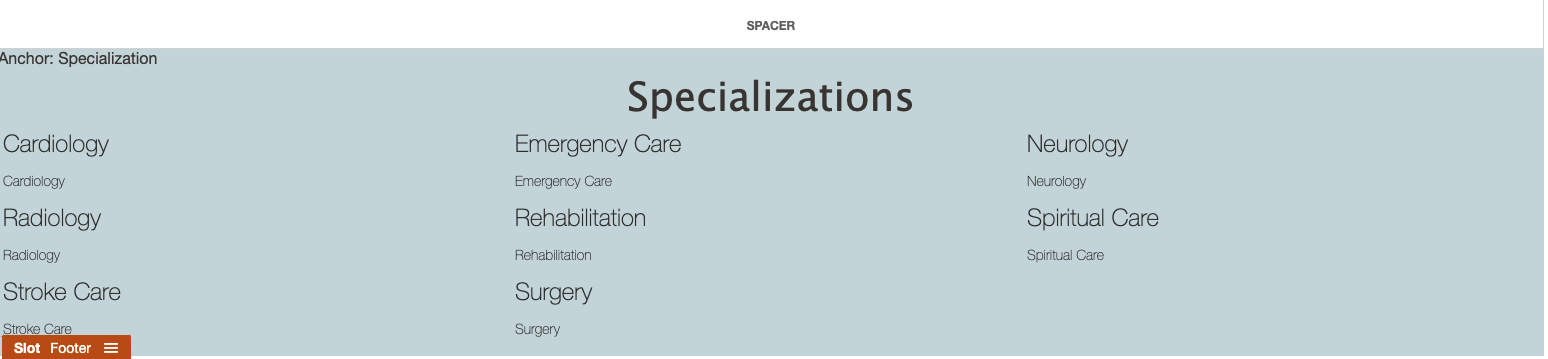 SPACER
Anchor: Specialization
Specializations
Cardiology
Emergency Care
Neurology
Cardiology
Emergency Care
Neurology
Radiology
Rehabilitation
Spiritual Care
Radiology
Rehabilitation
Spiritual Care
Stroke Care
Surgery
Stroke Care
Surgery
Slot Footer